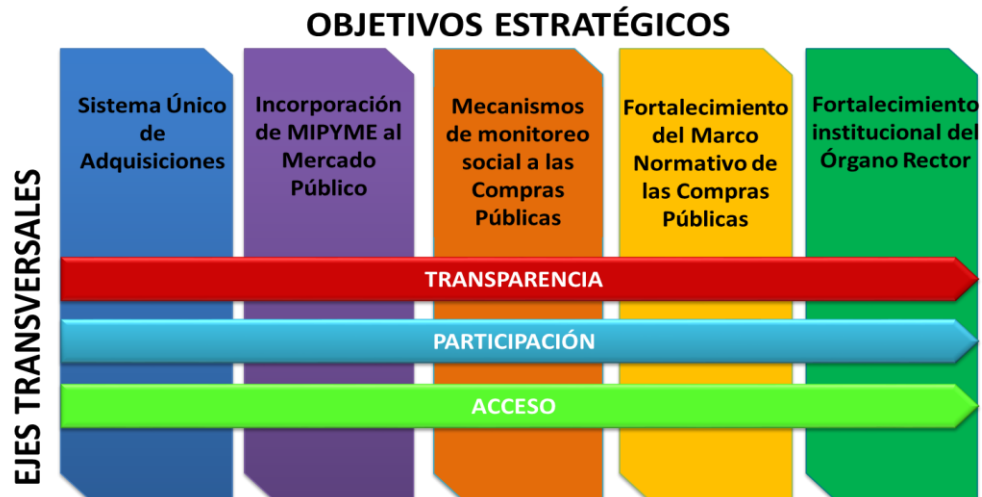 OBJETIVOS ESTRATÉGICOS
Sistema Único
de
Adquisiciones
Incorporación
de MIPYME al
Mercado
Público
Mecanismos
de monitoreo
social a las
Compras
Públicas
Fortalecimiento
del Marco
Normativo de
las Compras
Públicas
Fortalecimiento
institucional del
Órgano Rector
EJES TRANSVERSALES
TRANSPARENCIA
PARTICIPACIÓN
ACCESO